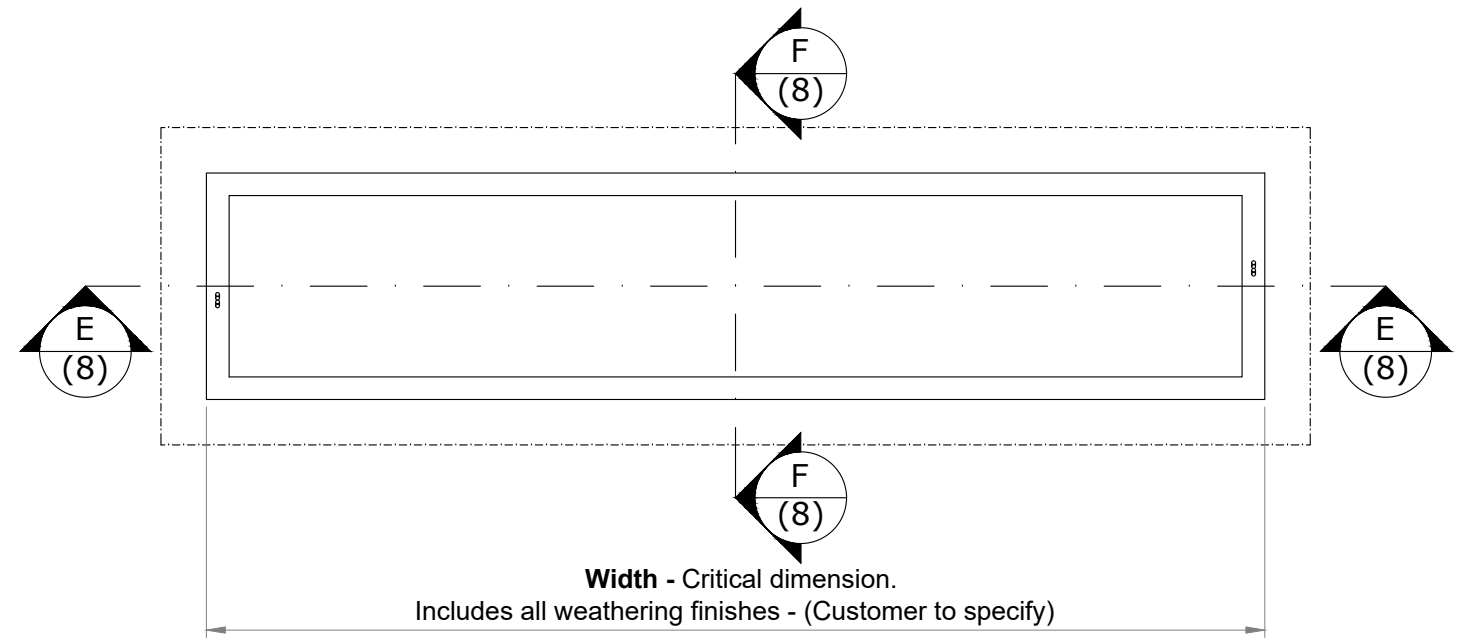 F
(8)
E
(8)
E
(8)
F
(8)
Width - Critical dimension.
Includes all weathering finishes - (Customer to specify)